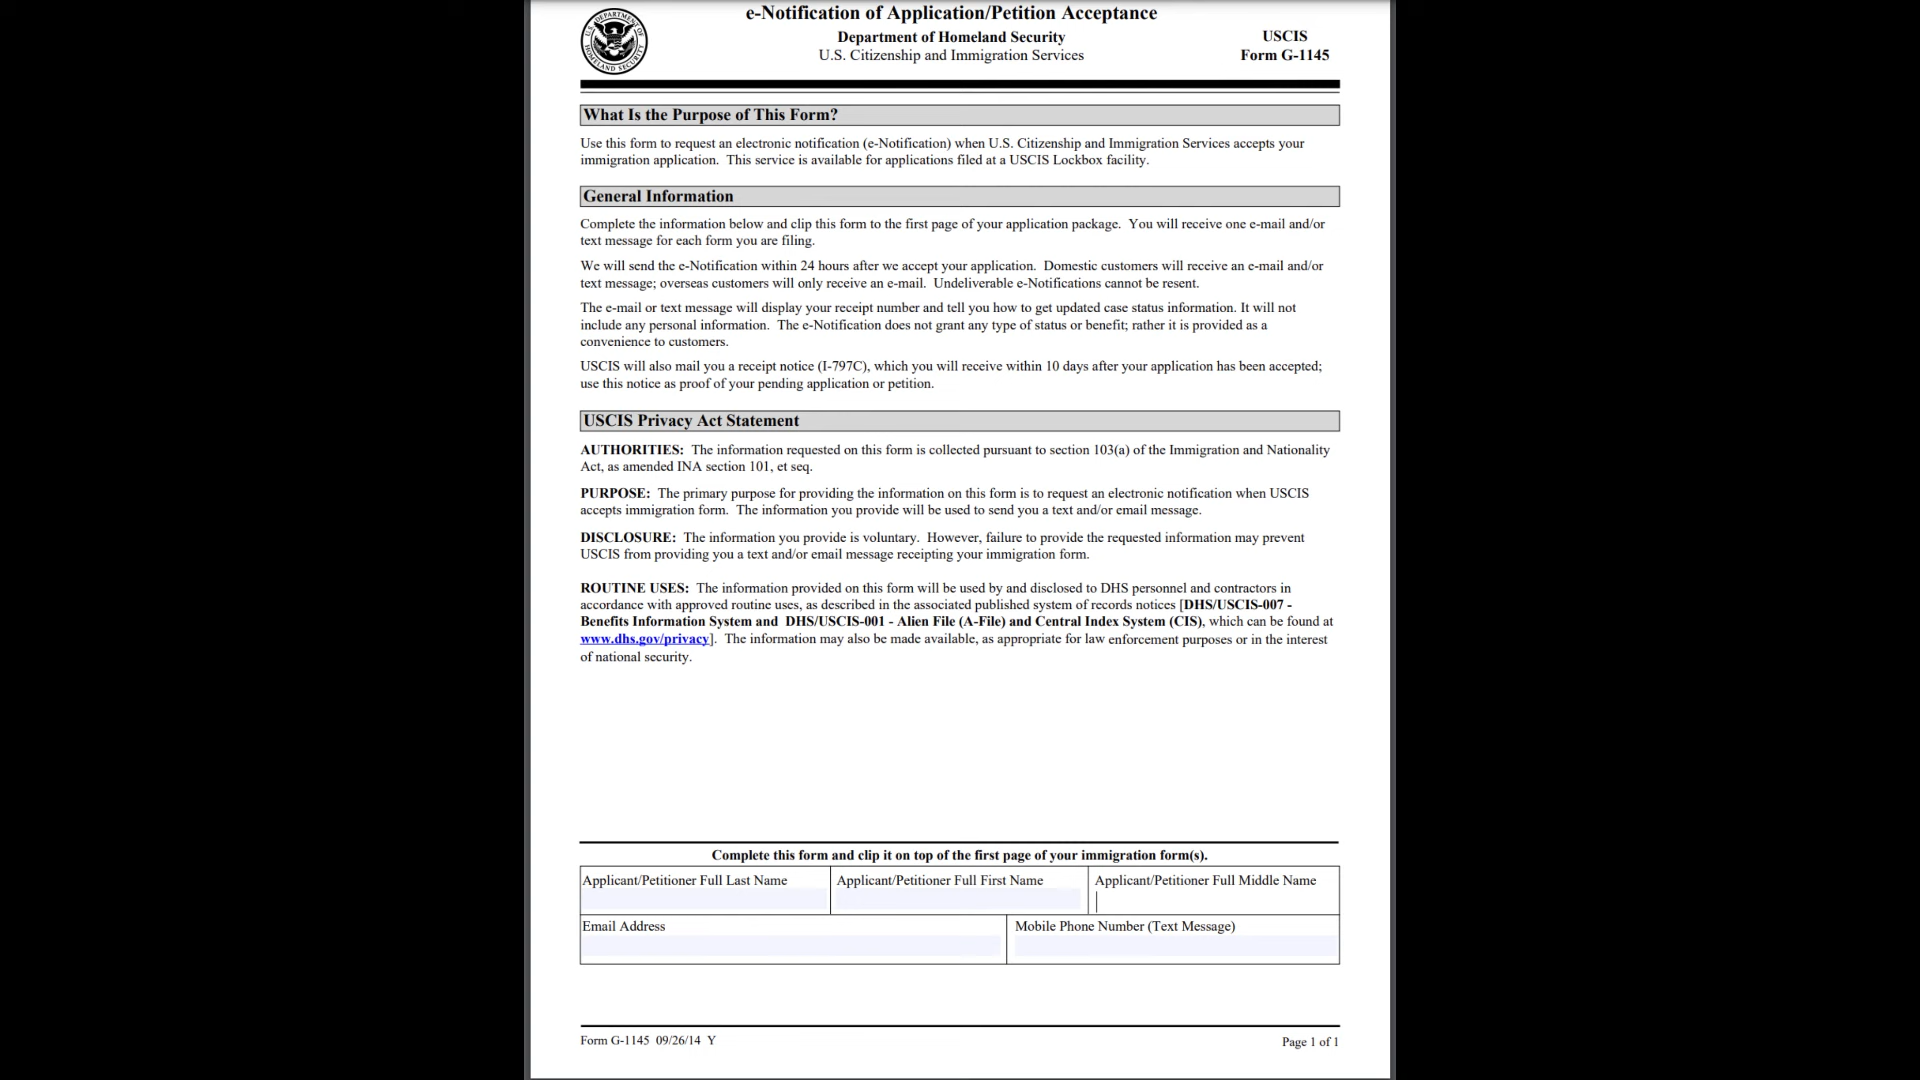 e-Notification of Application/Petition Acceptance
Department of Homeland Security
U.S. Citizenship and Immigration Services
USCIS
Form G-1145
What Is the Purpose of This Form?
Use this form to request an electronic notification (e-Notification) when U.S. Citizenship and Immigration Services accepts your
immigration application.  This service is available for applications filed at a USCIS Lockbox facility.
General Information
Complete the information below and clip this form to the first page of your application package.  You will receive one e-mail and/or
text message for each form you are filing.
We will send the e-Notification within 24 hours after we accept your application.  Domestic customers will receive an e-mail and/or
text message; overseas customers will only receive an e-mail.  Undeliverable e-Notifications cannot be resent.
The e-mail or text message will display your receipt number and tell you how to get updated case status information. It will not
include any personal information.  The e-Notification does not grant any type of status or benefit; rather it is provided as a
convenience to customers.
USCIS will also mail you a receipt notice (I-797C), which you will receive within 10 days after your application has been accepted;
use this notice as proof of your pending application or petition.
USCIS Privacy Act Statement
AUTHORITIES:  The information requested on this form is collected pursuant to section 103(a) of the Immigration and Nationality
Act, as amended INA section 101, et seq.
PURPOSE:  The primary purpose for providing the information on this form is to request an electronic notification when USCIS
accepts immigration form.  The information you provide will be used to send you a text and/or email message.
DISCLOSURE:  The information you provide is voluntary.  However, failure to provide the requested information may prevent
USCIS from providing you a text and/or email message receipting your immigration form.
ROUTINE USES:  The information provided on this form will be used by and disclosed to DHS personnel and contractors in
accordance with approved routine uses, as described in the associated published system of records notices [DHS/USCIS-007 -
Benefits Information System and  DHS/USCIS-001 - Alien File (A-File) and Central Index System (CIS), which can be found at
www.dhs.gov/privacy].  The information may also be made available, as appropriate for law enforcement purposes or in the interest
of national security.
Complete this form and clip it on top of the first page of your immigration form(s).
Applicant/Petitioner Full Last Name
Applicant/Petitioner Full First Name
Applicant/Petitioner Full Middle Name
Email Address
Mobile Phone Number (Text Message)
Form G-1145  09/26/14  Y
Page 1 of 1